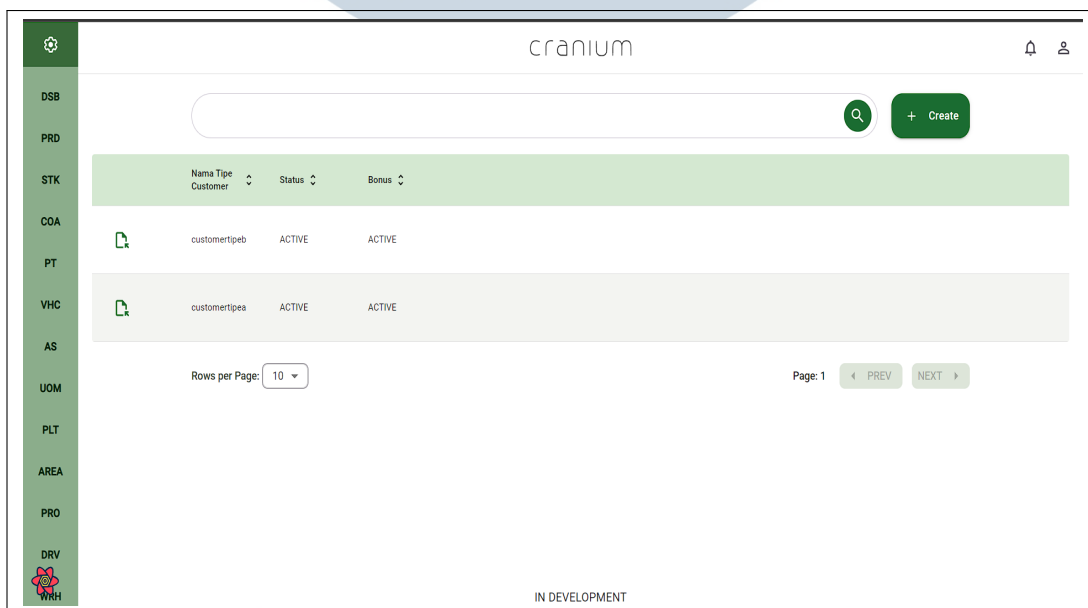 cranium
DSB
PRD
STK
COA
PT
VHC
AS
UOM
PLT
AREA
PRO
DRV
WRH
+ Create
Nama Tipe
Customer
Status
Bonus
customertipeb ACTIVE ACTIVE
customertipea ACTIVE ACTIVE
Rows per Page: 10
Page: 1 PREV NEXT
IN DEVELOPMENT